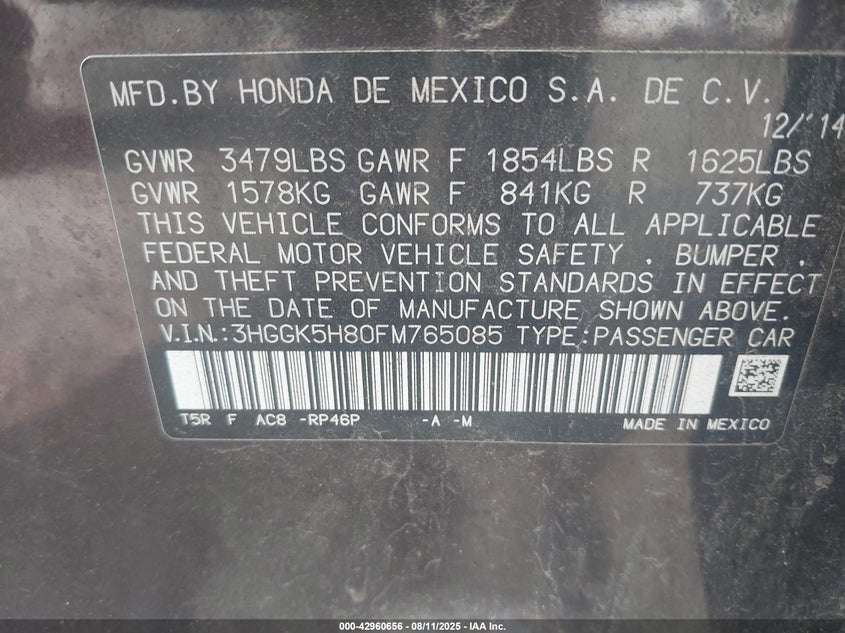 MFD.BY HONDA DE MEXICO S.A. DE C.V.
12/'14
GVWR 3479LBS GAWR F 1854LBS R 1625LBS
GVWR 1578KG GAWR F 841KG R 737KG
THIS VEHICLE CONFORMS TO ALL APPLICABLE
FEDERAL MOTOR VEHICLE SAFETY , BUMPER ,
AND THEFT PREVENTION STANDARDS IN EFFECT
ON THE DATE OF MANUFACTURE SHOWN ABOVE.
V.I.N.:3HGGK5H80FM765085 TYPE:PASSENGER CAR
T5R F AC8 -RP46P -A -M
MADE IN MEXICO
000-42960656 - 08/11/2025 - IAA Inc.